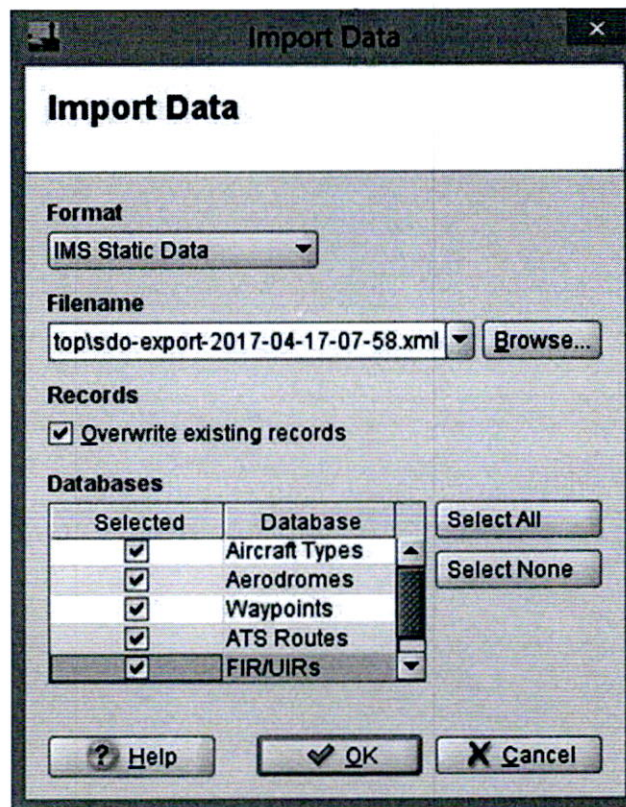 Import Data
Import Data
Format
IMS Static Data
Filename
top\sdo-export-2017-04-17-07-58.xml Browse...
Records
Overwrite existing records
Databases
Selected Database Select All
Aircraft Types
Aerodromes Select None
Waypoints
ATS Routes
FIR/UIRs
? Help OK Cancel